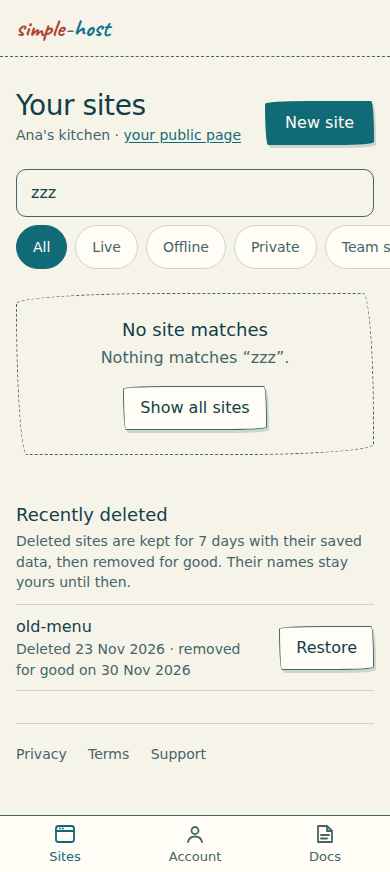 simple-host
Your sites
Ana's kitchen · your public page
New site
zzz
All
Live
Offline
Private
Team s
No site matches
Nothing matches “zzz”.
Show all sites
Recently deleted
Deleted sites are kept for 7 days with their saved
data, then removed for good. Their names stay
yours until then.
old-menu
Deleted 23 Nov 2026 · removed
for good on 30 Nov 2026
Restore
Privacy
Terms
Support
Sites
Account
Docs